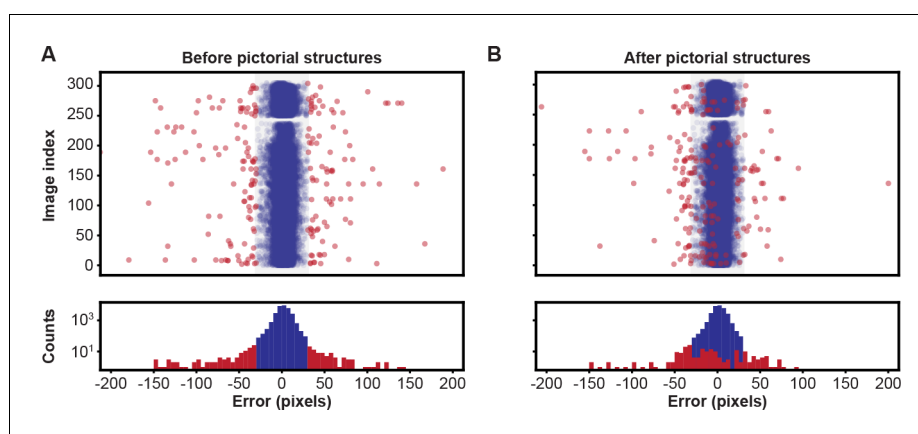 A
Before pictorial structures
Image index
300
250
200
150
100
50
0
Counts
10³
10¹
-200 -150 -100 -50 0 50 100 150 200
Error (pixels)
B
After pictorial structures
-200 -150 -100 -50 0 50 100 150 200
Error (pixels)